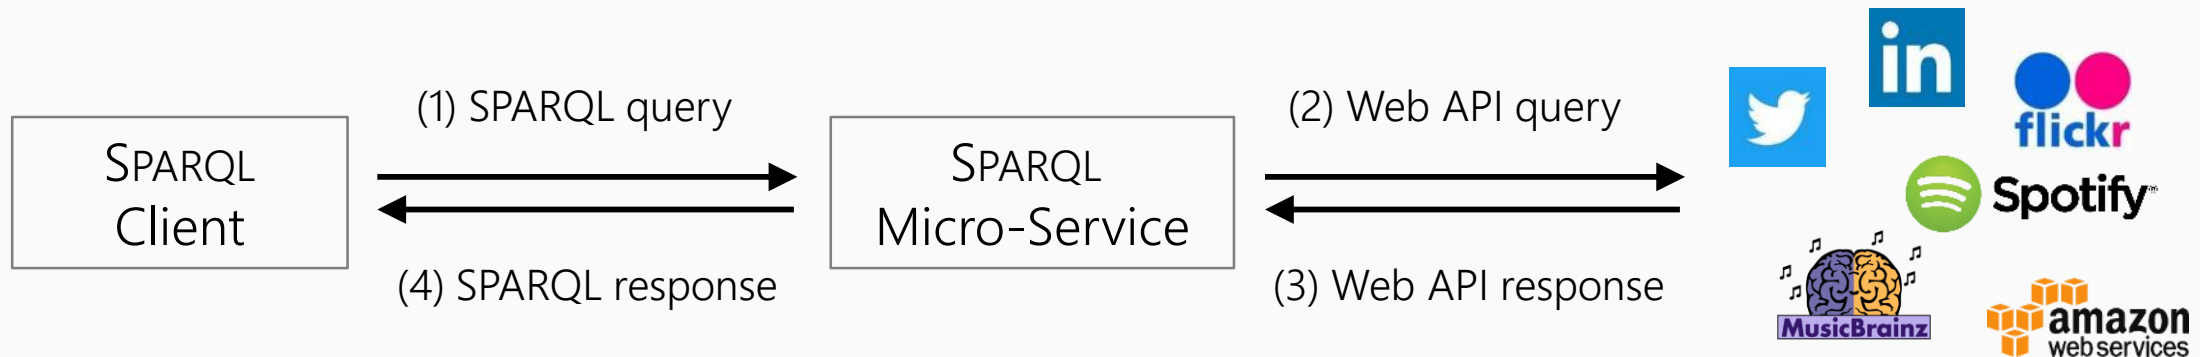 SPARQL
Client
(1) SPARQL query
(4) SPARQL response
SPARQL
Micro-Service
(2) Web API query
(3) Web API response
in
flickr
Spotify
MusicBrainz
amazon
web services